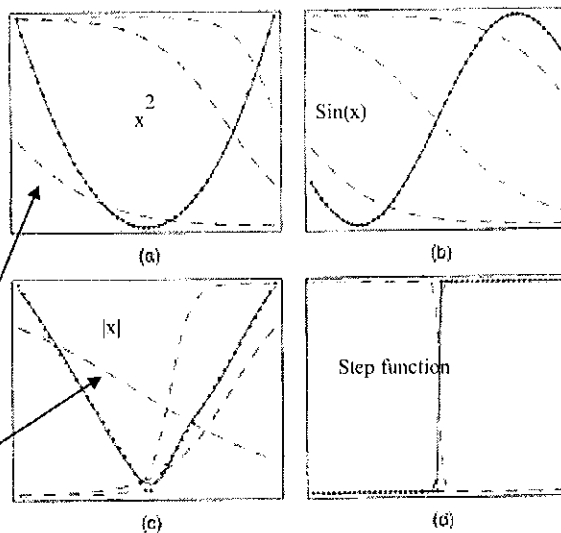 x2
Sin(x)
(a)
(b)
|x|
Step function
(c)
(d)